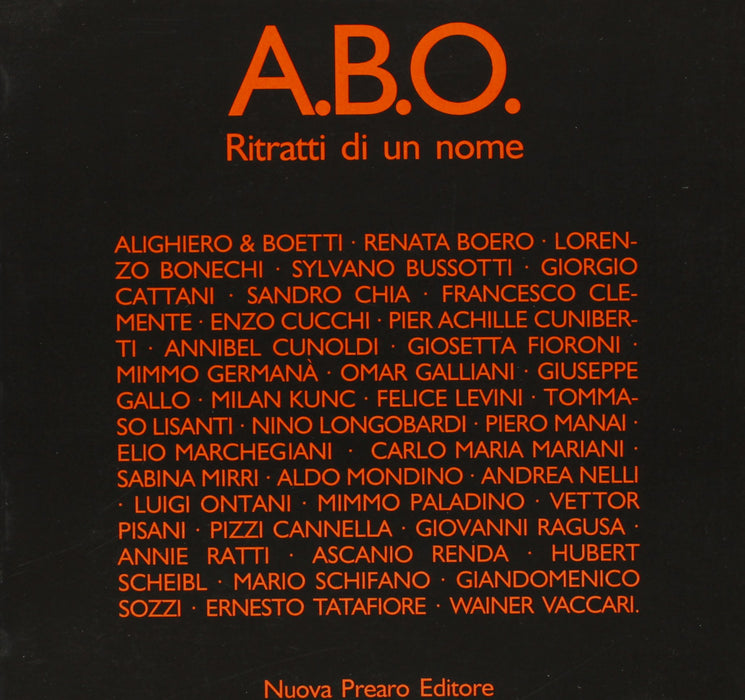 A.B.O.
Ritratti di un nome
ALIGHIERO & BOETTI · RENATA BOERO · LOREN-
ZO BONECHI · SYLVANO BUSSOTTI · GIORGIO
CATTANI · SANDRO CHIA · FRANCESCO CLE-
MENTE · ENZO CUCCHI · PIER ACHILLE CUNIBER-
TI · ANNIBEL CUNOLDI · GIOSETTA FIORONI ·
MIMMO GERMANÀ · OMAR GALLIANI · GIUSEPPE
GALLO · MILAN KUNC · FELICE LEVINI · TOMMA-
SO LISANTI · NINO LONGOBARDI · PIERO MANAI ·
ELIO MARCHEGIANI · CARLO MARIA MARIANI ·
SABINA MIRRI · ALDO MONDINO · ANDREA NELLI
· LUIGI ONTANI · MIMMO PALADINO · VETTOR
PISANI · PIZZI CANNELLA · GIOVANNI RAGUSA ·
ANNIE RATTI · ASCANIO RENDA · HUBERT
SCHEIBL · MARIO SCHIFANO · GIANDOMENICO
SOZZI · ERNESTO TATAFIORE · WAINER VACCARI.
Nuova Prearo Editore